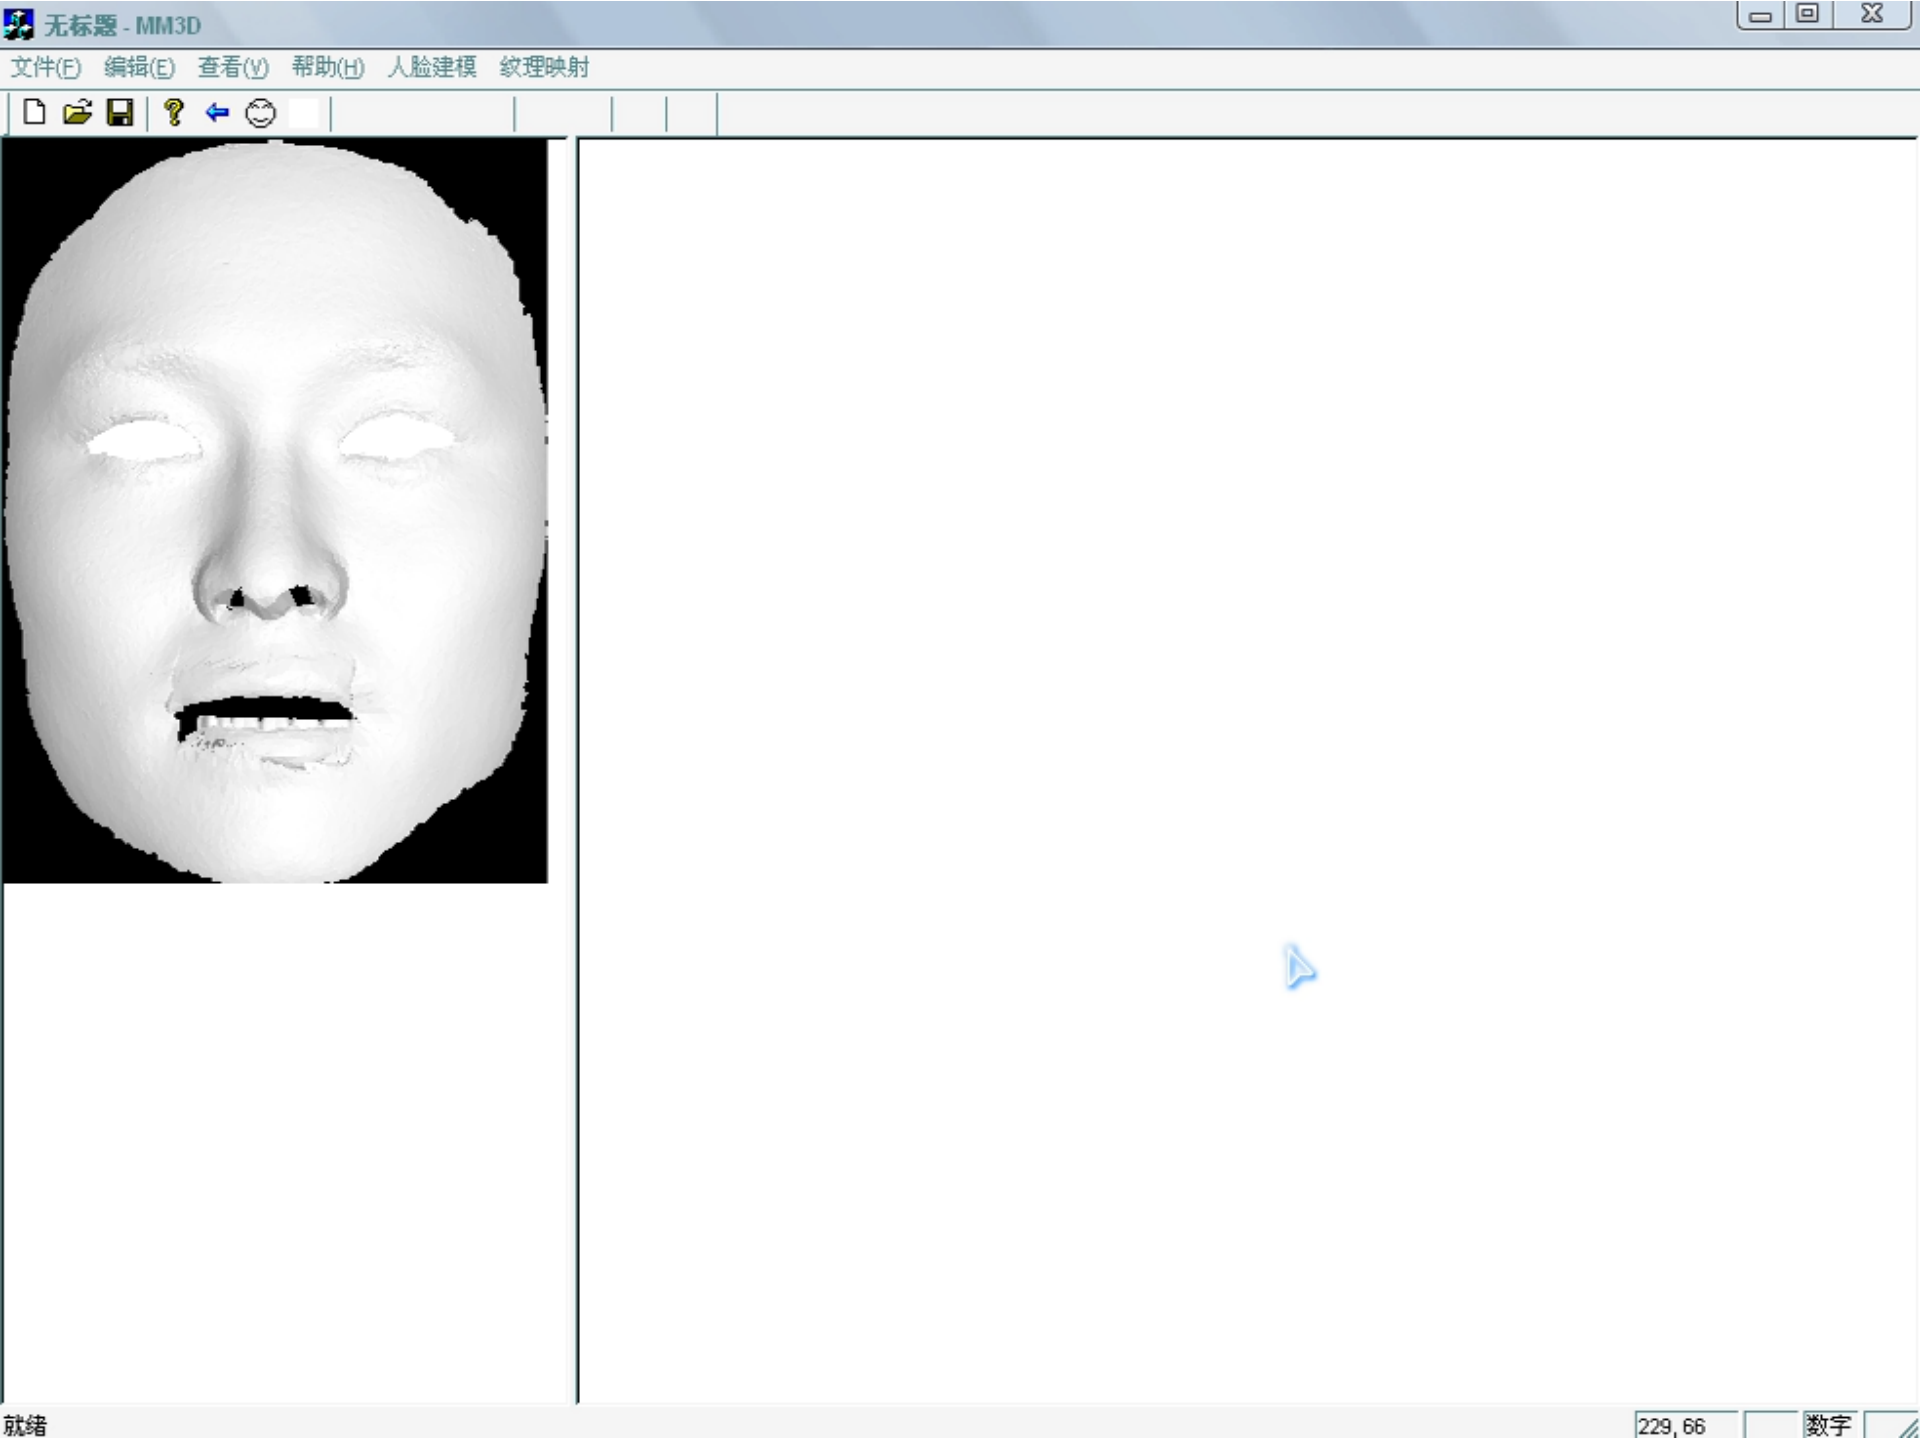 无标题 - MM3D
文件(F) 编辑(E) 查看(V) 帮助(H) 人脸建模 纹理映射
就绪 229,66 数字